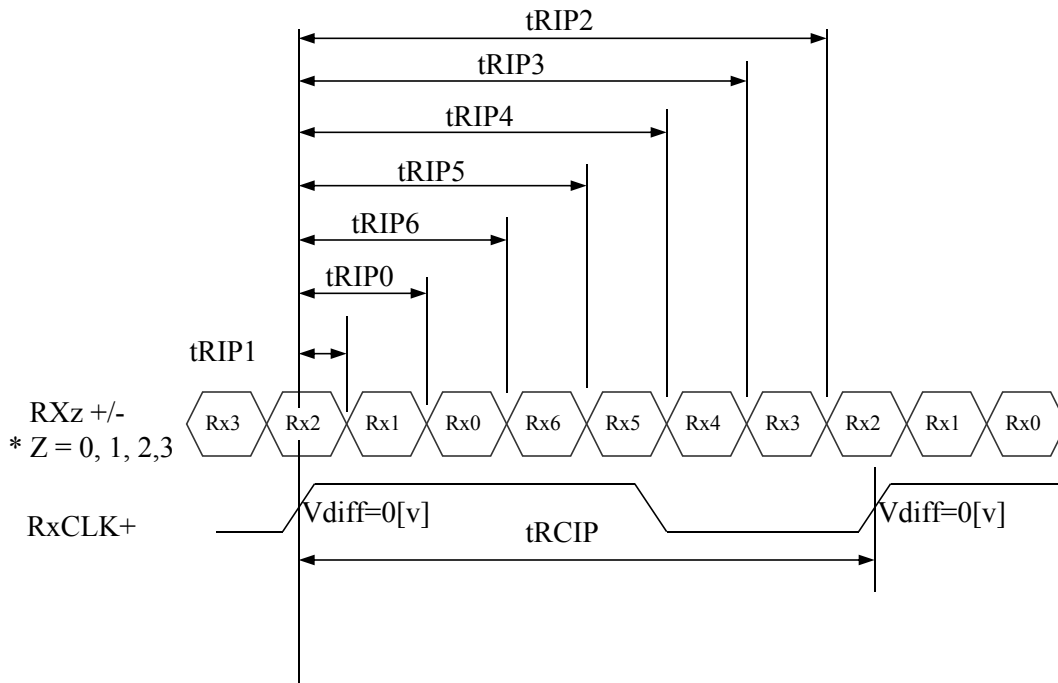 tRIP2
tRIP3
tRIP4
tRIP5
tRIP6
tRIP0
tRIP1
RXz +/-
* Z = 0, 1, 2,3
Rx3 Rx2 Rx1 Rx0 Rx6 Rx5 Rx4 Rx3 Rx2 Rx1 Rx0
RxCLK+
Vdiff=0[v] Vdiff=0[v]
tRCIP